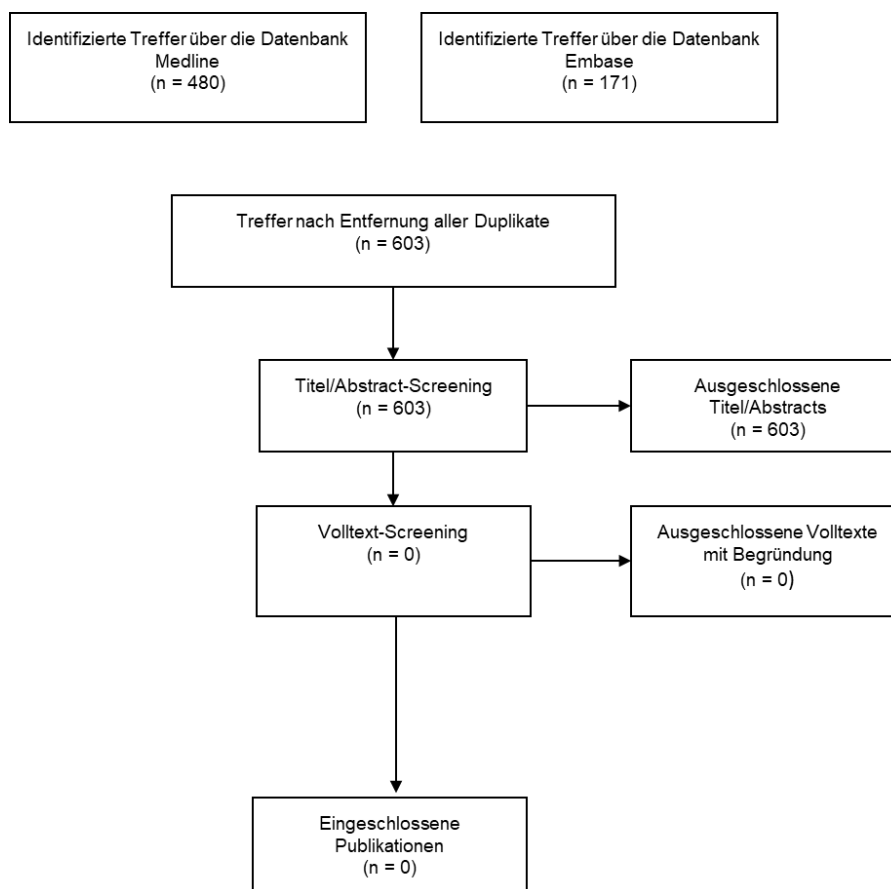 Identifizierte Treffer über die Datenbank
Medline
(n = 480)
Identifizierte Treffer über die Datenbank
Embase
(n = 171)
Treffer nach Entfernung aller Duplikate
(n = 603)
Titel/Abstract-Screening
(n = 603)
Ausgeschlossene
Titel/Abstracts
(n = 603)
Volltext-Screening
(n = 0)
Ausgeschlossene Volltexte
mit Begründung
(n = 0)
Eingeschlossene
Publikationen
(n = 0)